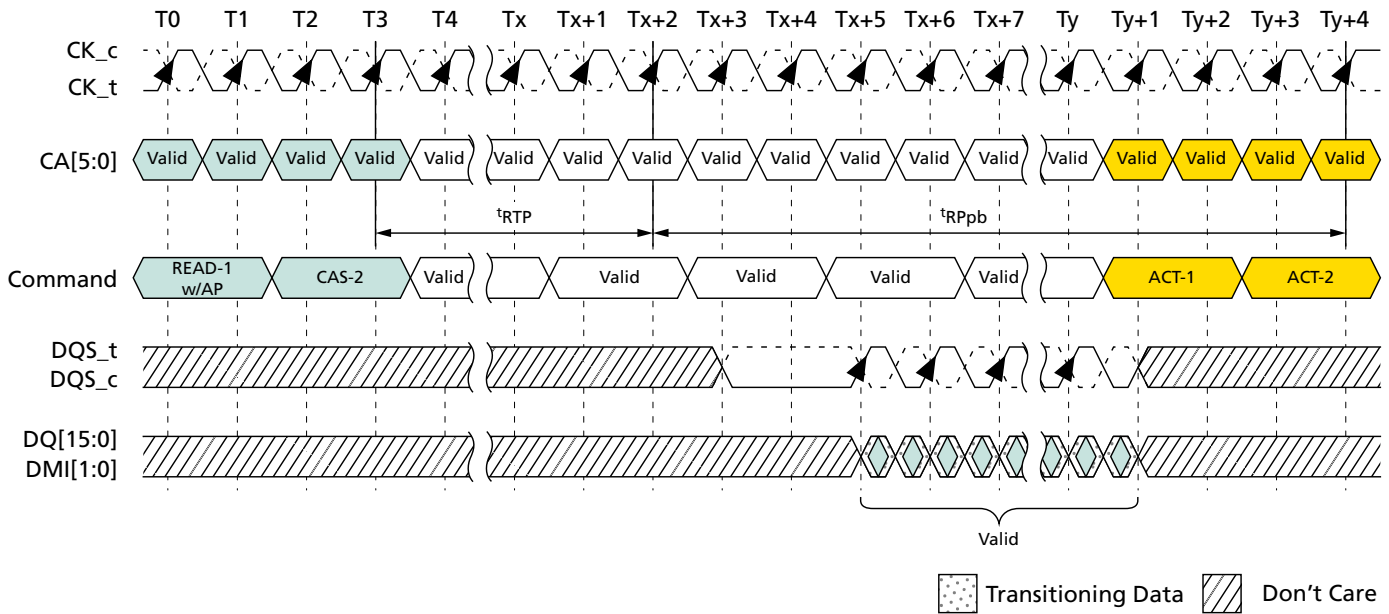 T0 T1 T2 T3 T4 Tx Tx+1 Tx+2 Tx+3 Tx+4 Tx+5 Tx+6 Tx+7 Ty Ty+1 Ty+2 Ty+3 Ty+4
CK_c
CK_t
CA[5:0] Valid Valid Valid Valid Valid Valid Valid Valid Valid Valid Valid Valid Valid Valid Valid Valid Valid Valid
tRTP tRPpb
Command READ-1 w/AP CAS-2 Valid Valid Valid Valid Valid ACT-1 ACT-2
DQS_t
DQS_c
DQ[15:0]
DMI[1:0]
Valid
Transitioning Data Don't Care